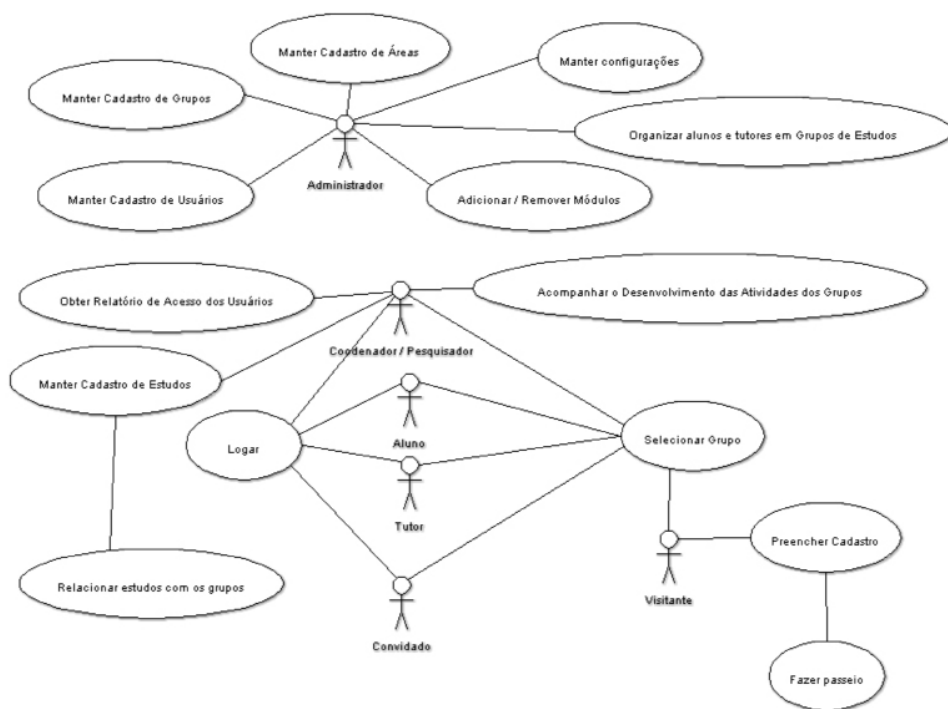 Manter Cadastro de Áreas
Manter configurações
Manter Cadastro de Grupos
Organizar alunos e tutores em Grupos de Estudos
Administrador
Manter Cadastro de Usuários
Adicionar / Remover Módulos
Obter Relatório de Acesso dos Usuários
Acompanhar o Desenvolvimento das Atividades dos Grupos
Coodenador / Pesquisador
Manter Cadastro de Estudos
Aluno
Logar
Selecionar Grupo
Tutor
Preencher Cadastro
Relacionar estudos com os grupos
Visitante
Convidado
Fazer passeio